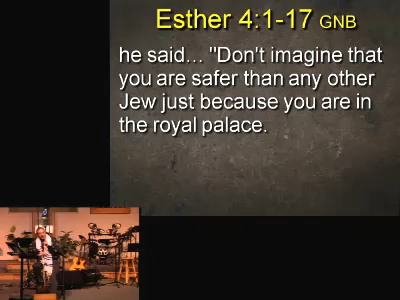 Esther 4:1-17 GNB
he said... "Don't imagine that
you are safer than any other
Jew just because you are in
the royal palace.